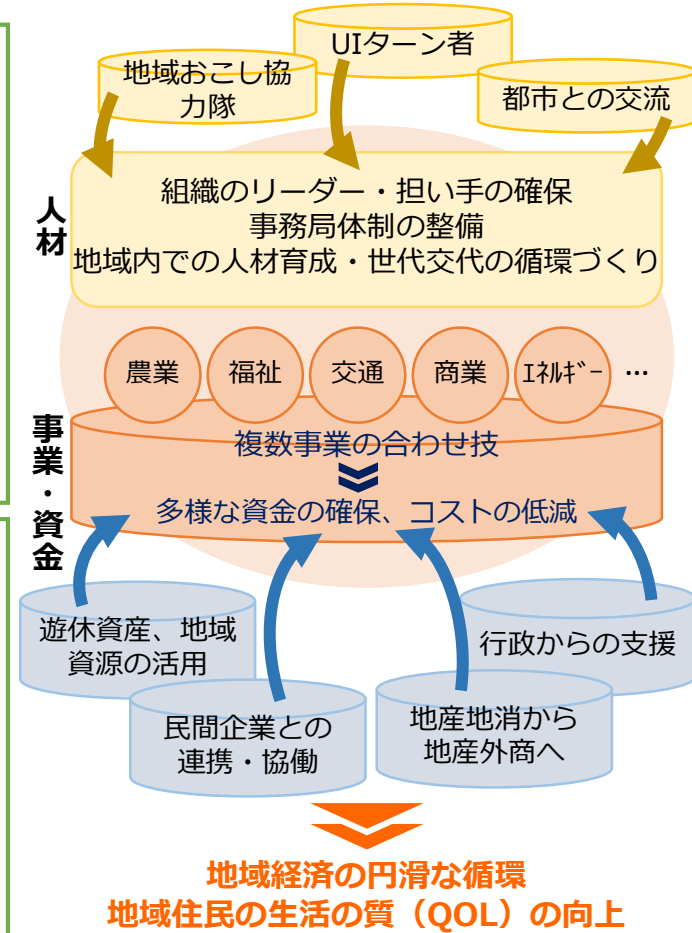 UIターン者
地域おこし協
力隊
都市との交流
人材
組織のリーダー・担い手の確保
事務局体制の整備
地域内での人材育成・世代交代の循環づくり
農業
福祉
交通
商業
ｴﾈﾙｷﾞｰ
…
事業・資金
複数事業の合わせ技
多様な資金の確保、コストの低減
遊休資産、地域
資源の活用
行政からの支援
民間企業との
連携・協働
地産地消から
地産外商へ
地域経済の円滑な循環
地域住民の生活の質（QOL）の向上